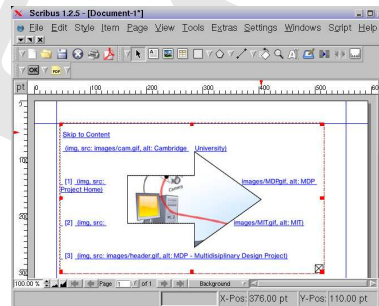 Scribus 1.2.5 - [Document-1*]
File Edit Style Item Page View Tools Extras Settings Windows Script Help
OK PDF
pt 0 100 200 300 400 500 600
Skip to Content
(img, src: images/cam.gif, alt: Cambridge University)
[1] (img, src: images/MDP.gif, alt: MDP
Project Home)
[2] (img, src: images/MIT.gif, alt: MIT)
[3] (img, src: images/header.gif, alt: MDP - Multidisiplinary Design Project)
100.00 % Page 1 of 1 Background
X-Pos: 376.00 pt Y-Pos: 110.00 pt